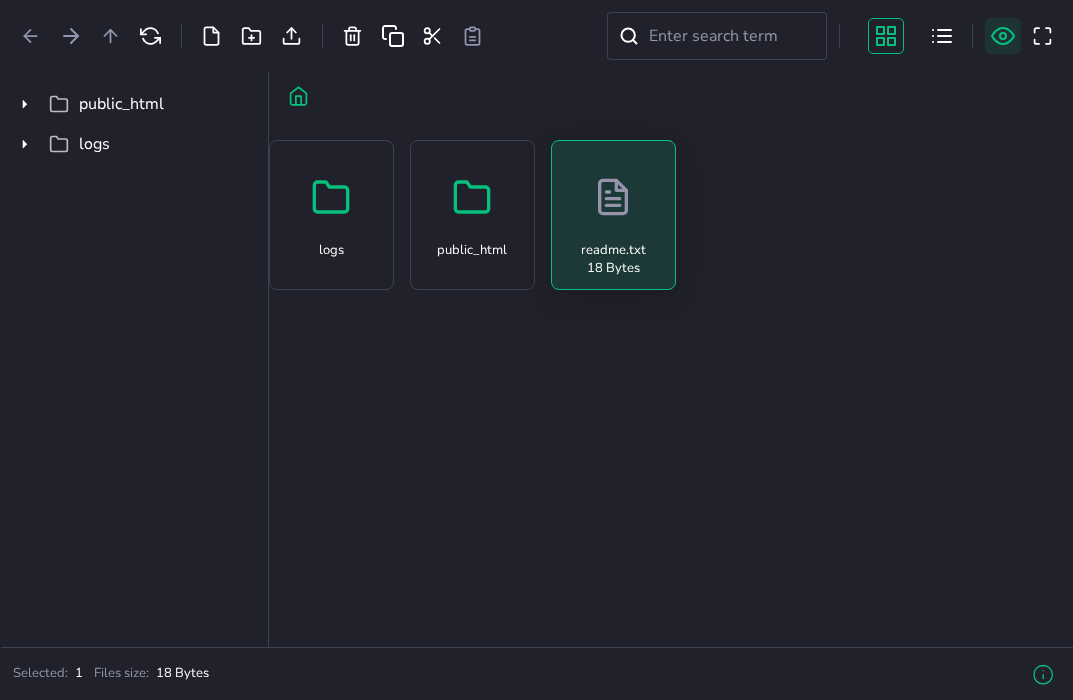 Enter search term
public_html
logs
logs
public_html
readme.txt
18 Bytes
Selected: 1 Files size: 18 Bytes